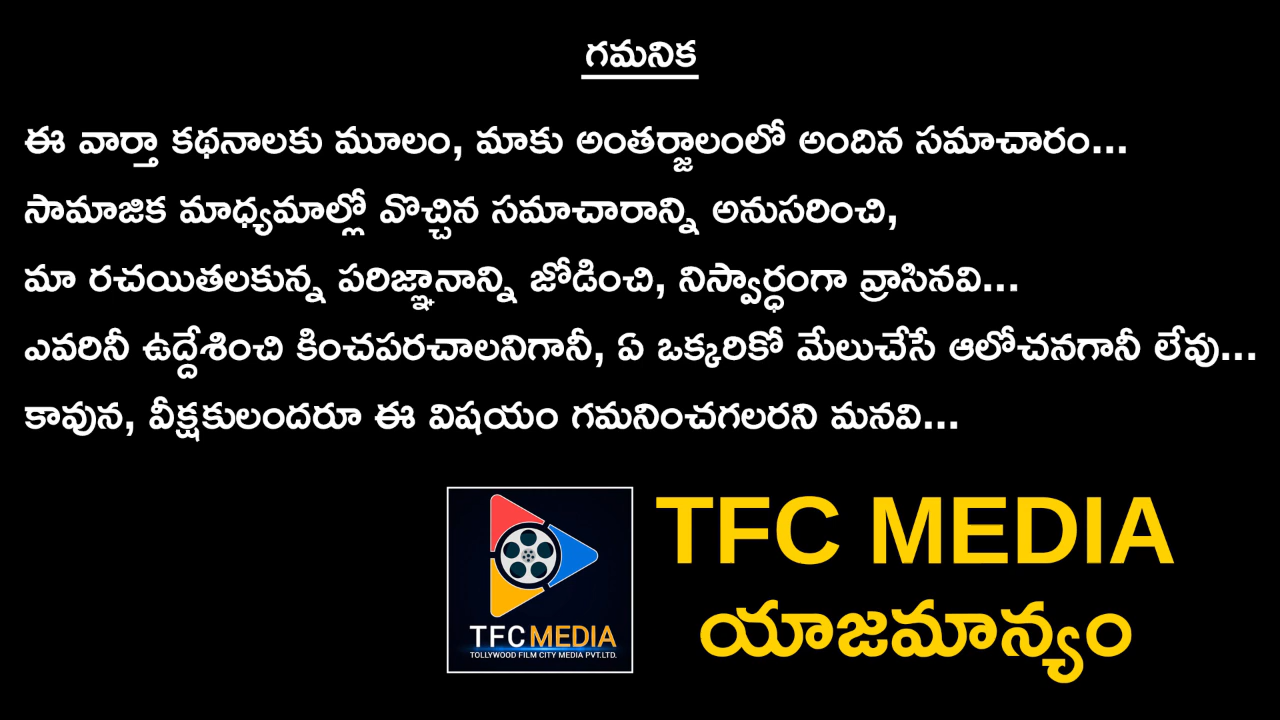 గమనిక
ఈ వార్తా కథనాలకు మూలం, మాకు అంతర్జాలంలో అందిన సమాచారం...
సామాజిక మాధ్యమాల్లో వొచ్చిన సమాచారాన్ని అనుసరించి,
మా రచయితలకున్న పరిజ్ఞానాన్ని జోడించి, నిస్వార్ధంగా వ్రాసినవి...
ఎవరినీ ఉద్దేశించి కించపరచాలనిగానీ, ఏ ఒక్కరికో మేలుచేసే ఆలోచనగానీ లేవు...
కావున, వీక్షకులందరూ ఈ విషయం గమనించగలరని మనవి...
TFC MEDIA
యాజమాన్యం
TFC MEDIA
TOLLYWOOD FILM CITY MEDIA PVT.LTD.